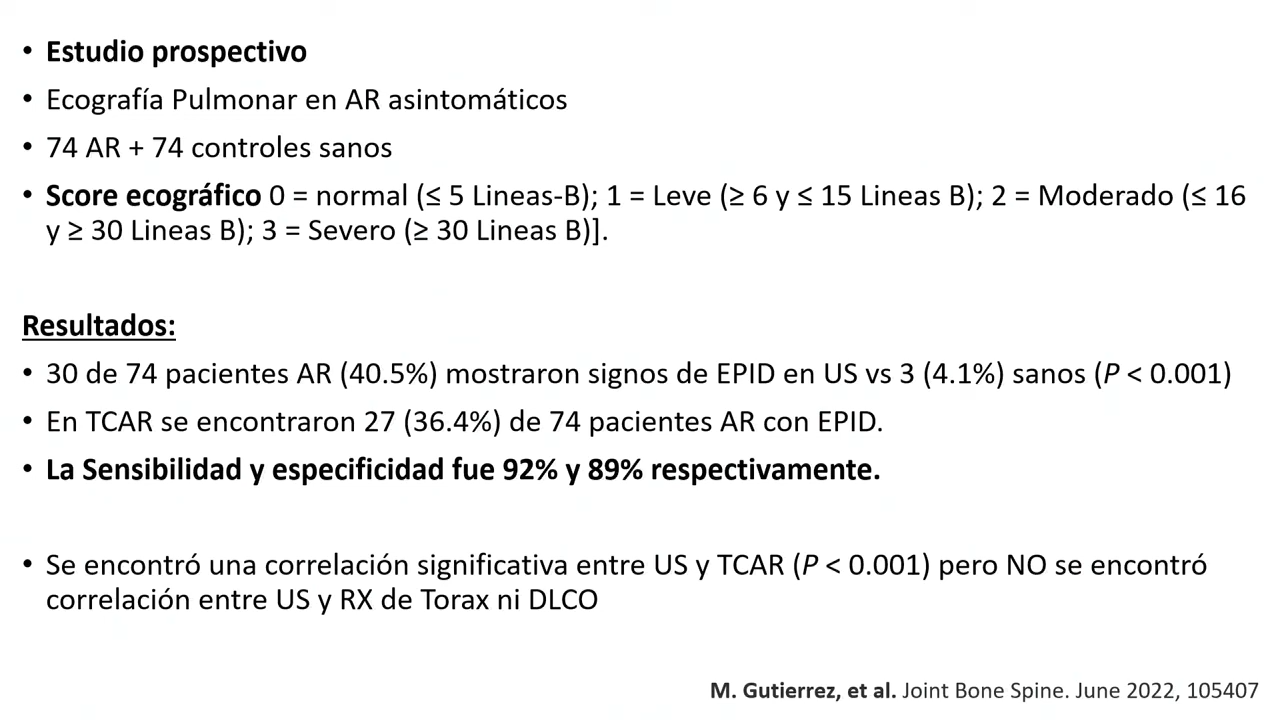 • Estudio prospectivo
• Ecografía Pulmonar en AR asintomáticos
• 74 AR + 74 controles sanos
• Score ecográfico 0 = normal (≤ 5 Lineas-B); 1 = Leve (≥ 6 y ≤ 15 Lineas B); 2 = Moderado (≤ 16
y ≥ 30 Lineas B); 3 = Severo (≥ 30 Lineas B)].
Resultados:
• 30 de 74 pacientes AR (40.5%) mostraron signos de EPID en US vs 3 (4.1%) sanos (P < 0.001)
• En TCAR se encontraron 27 (36.4%) de 74 pacientes AR con EPID.
• La Sensibilidad y especificidad fue 92% y 89% respectivamente.
• Se encontró una correlación significativa entre US y TCAR (P < 0.001) pero NO se encontró
correlación entre US y RX de Torax ni DLCO
M. Gutierrez, et al. Joint Bone Spine. June 2022, 105407